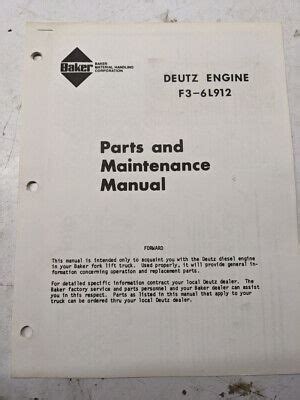 Baker
BAKER
MATERIAL HANDLING
CORPORATION
DEUTZ ENGINE
F3-6L912
Parts and
Maintenance
Manual
FORWARD
This manual is intended only to acquaint you with the Deutz diesel engine
in your Baker fork lift truck. Used properly, it will provide general in-
formation concerning operation and replacement parts.
For detailed specific information contract your local Deutz dealer. The
Baker factory service and parts personnel and your Baker dealer can assist
you in this respect. Parts as listed in this manual that apply to your
truck can be ordered thru your local Deutz dealer.